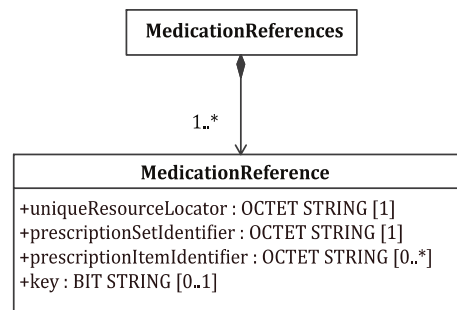 MedicationReferences
1..*
MedicationReference
+uniqueResourceLocator : OCTET STRING [1]
+prescriptionSetIdentifier : OCTET STRING [1]
+prescriptionItemIdentifier : OCTET STRING [0..*]
+key : BIT STRING [0..1]